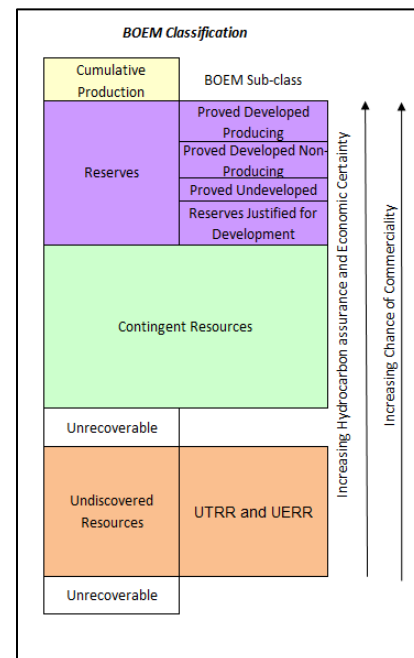 BOEM Classification
Cumulative
Production
BOEM Sub-class
Reserves
Proved Developed
Producing
Proved Developed Non-
Producing
Proved Undeveloped
Reserves Justified for
Development
Contingent Resources
Unrecoverable
Undiscovered
Resources
UTRR and UERR
Unrecoverable
Increasing Hydrocarbon assurance and Economic Certainty
Increasing Chance of Commerciality